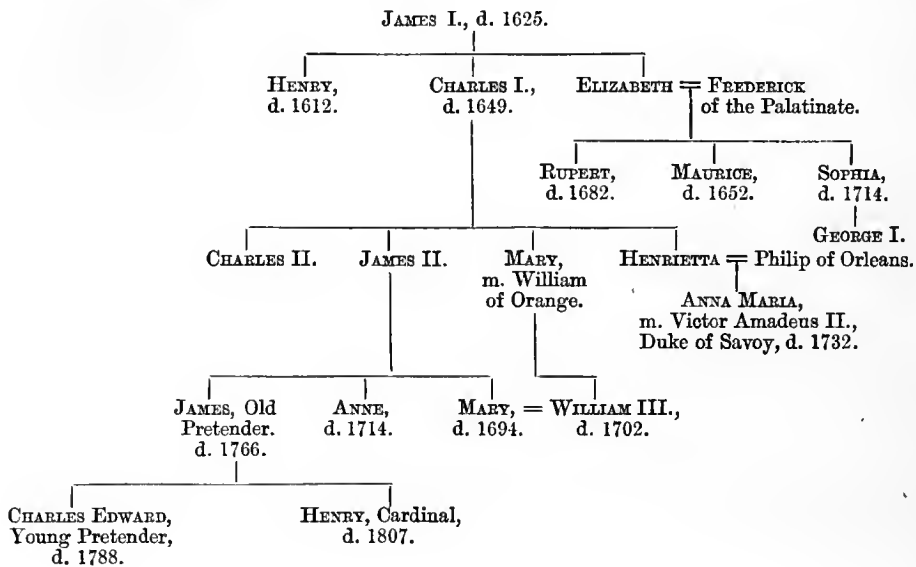 JAMES I., d. 1625.
HENRY,
d. 1612.
CHARLES I.,
d. 1649.
ELIZABETH = FREDERICK
of the Palatinate.
RUPERT,
d. 1682.
MAURICE,
d. 1652.
SOPHIA,
d. 1714.
GEORGE I.
CHARLES II.
JAMES II.
MARY,
m. William
of Orange.
HENRIETTA = Philip of Orleans.
ANNA MARIA,
m. Victor Amadeus II.,
Duke of Savoy, d. 1732.
JAMES, Old
Pretender.
d. 1766.
ANNE,
d. 1714.
MARY, = WILLIAM III.,
d. 1694. d. 1702.
CHARLES EDWARD,
Young Pretender,
d. 1788.
HENRY, Cardinal,
d. 1807.